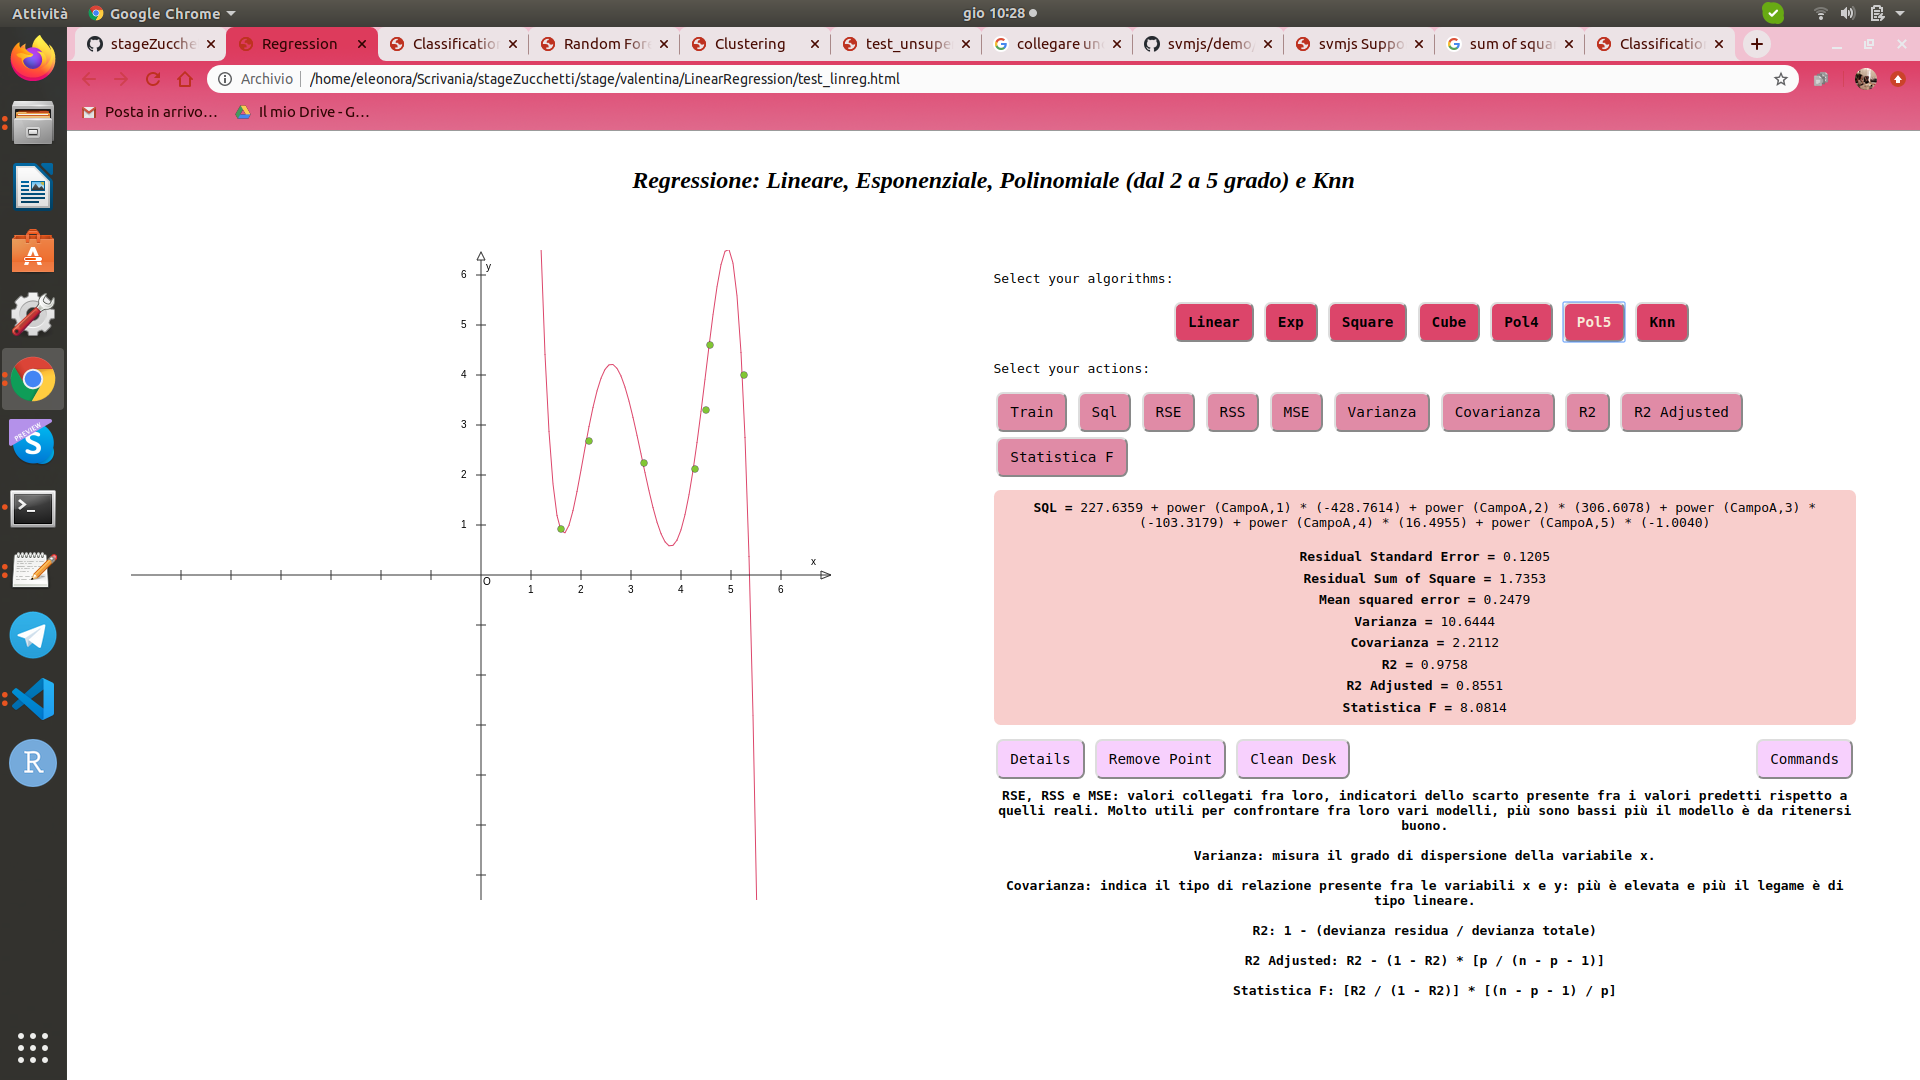 Attività
Google Chrome
gio 10:28
stageZucche
Regression
Classificatio
Random For
Clustering
test_unsupe
collegare un
svmjs/demo
svmjs Suppo
sum of squa
Classificatio
Archivio
/home/eleonora/Scrivania/stageZucchetti/stage/valentina/LinearRegression/test_linreg.html
Posta in arrivo…
Il mio Drive - G…
Regressione: Lineare, Esponenziale, Polinomiale (dal 2 a 5 grado) e Knn
y
6
5
4
3
2
1
x
O
1 2 3 4 5 6
Select your algorithms:
Linear Exp Square Cube Pol4 Pol5 Knn
Select your actions:
Train Sql RSE RSS MSE Varianza Covarianza R2 R2 Adjusted
Statistica F
SQL = 227.6359 + power (CampoA,1) * (-428.7614) + power (CampoA,2) * (306.6078) + power (CampoA,3) *
(-103.3179) + power (CampoA,4) * (16.4955) + power (CampoA,5) * (-1.0040)
Residual Standard Error = 0.1205
Residual Sum of Square = 1.7353
Mean squared error = 0.2479
Varianza = 10.6444
Covarianza = 2.2112
R2 = 0.9758
R2 Adjusted = 0.8551
Statistica F = 8.0814
Details Remove Point Clean Desk Commands
RSE, RSS e MSE: valori collegati fra loro, indicatori dello scarto presente fra i valori predetti rispetto a
quelli reali. Molto utili per confrontare fra loro vari modelli, più sono bassi più il modello è da ritenersi
buono.
Varianza: misura il grado di dispersione della variabile x.
Covarianza: indica il tipo di relazione presente fra le variabili x e y: più è elevata e più il legame è di
tipo lineare.
R2: 1 - (devianza residua / devianza totale)
R2 Adjusted: R2 - (1 - R2) * [p / (n - p - 1)]
Statistica F: [R2 / (1 - R2)] * [(n - p - 1) / p]
PREVIEW
S
R